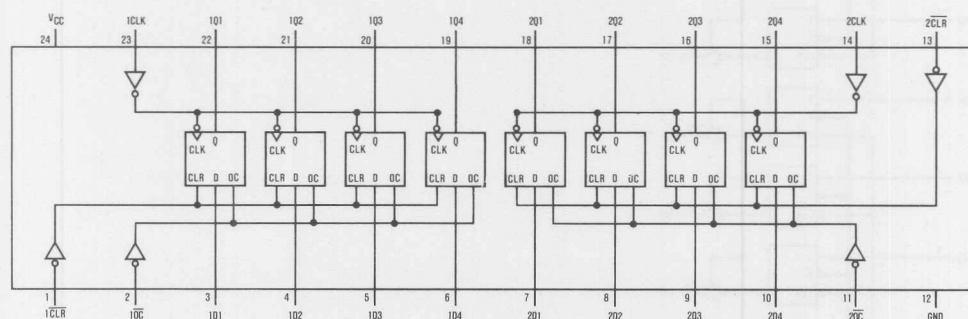 VCC 1CLK 1Q1 1Q2 1Q3 1Q4 2Q1 2Q2 2Q3 2Q4 2CLK 2CLR
24 23 22 21 20 19 18 17 16 15 14 13
Q Q Q Q Q Q Q Q
CLK CLK CLK CLK CLK CLK CLK CLK
CLR D OC CLR D OC CLR D OC CLR D OC CLR D OC CLR D OC CLR D OC CLR D OC
1 2 3 4 5 6 7 8 9 10 11 12
1CLR 1OC 1D1 1D2 1D3 1D4 2D1 2D2 2D3 2D4 2OC GND